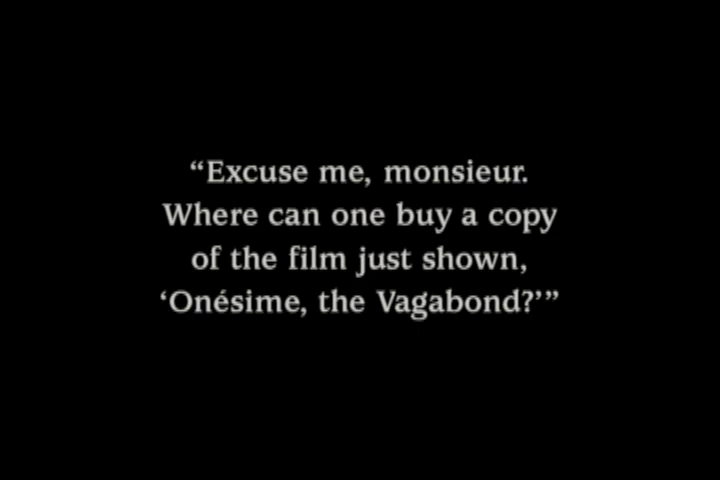 “Excuse me, monsieur.
Where can one buy a copy
of the film just shown,
‘Onésime, the Vagabond?’”